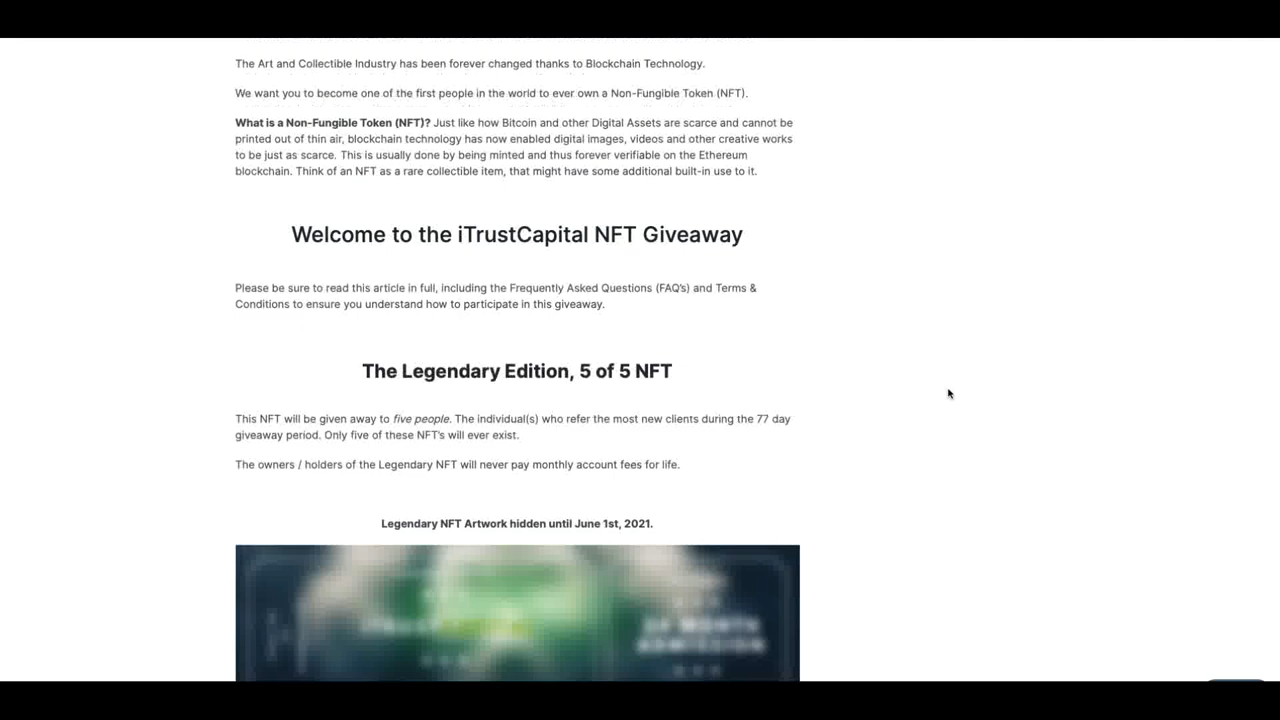 The Art and Collectible Industry has been forever changed thanks to Blockchain Technology.
We want you to become one of the first people in the world to ever own a Non-Fungible Token (NFT).
What is a Non-Fungible Token (NFT)? Just like how Bitcoin and other Digital Assets are scarce and cannot be
printed out of thin air, blockchain technology has now enabled digital images, videos and other creative works
to be just as scarce. This is usually done by being minted and thus forever verifiable on the Ethereum
blockchain. Think of an NFT as a rare collectible item, that might have some additional built-in use to it.
Welcome to the iTrustCapital NFT Giveaway
Please be sure to read this article in full, including the Frequently Asked Questions (FAQ's) and Terms &
Conditions to ensure you understand how to participate in this giveaway.
The Legendary Edition, 5 of 5 NFT
This NFT will be given away to five people. The individual(s) who refer the most new clients during the 77 day
giveaway period. Only five of these NFT's will ever exist.
The owners / holders of the Legendary NFT will never pay monthly account fees for life.
Legendary NFT Artwork hidden until June 1st, 2021.